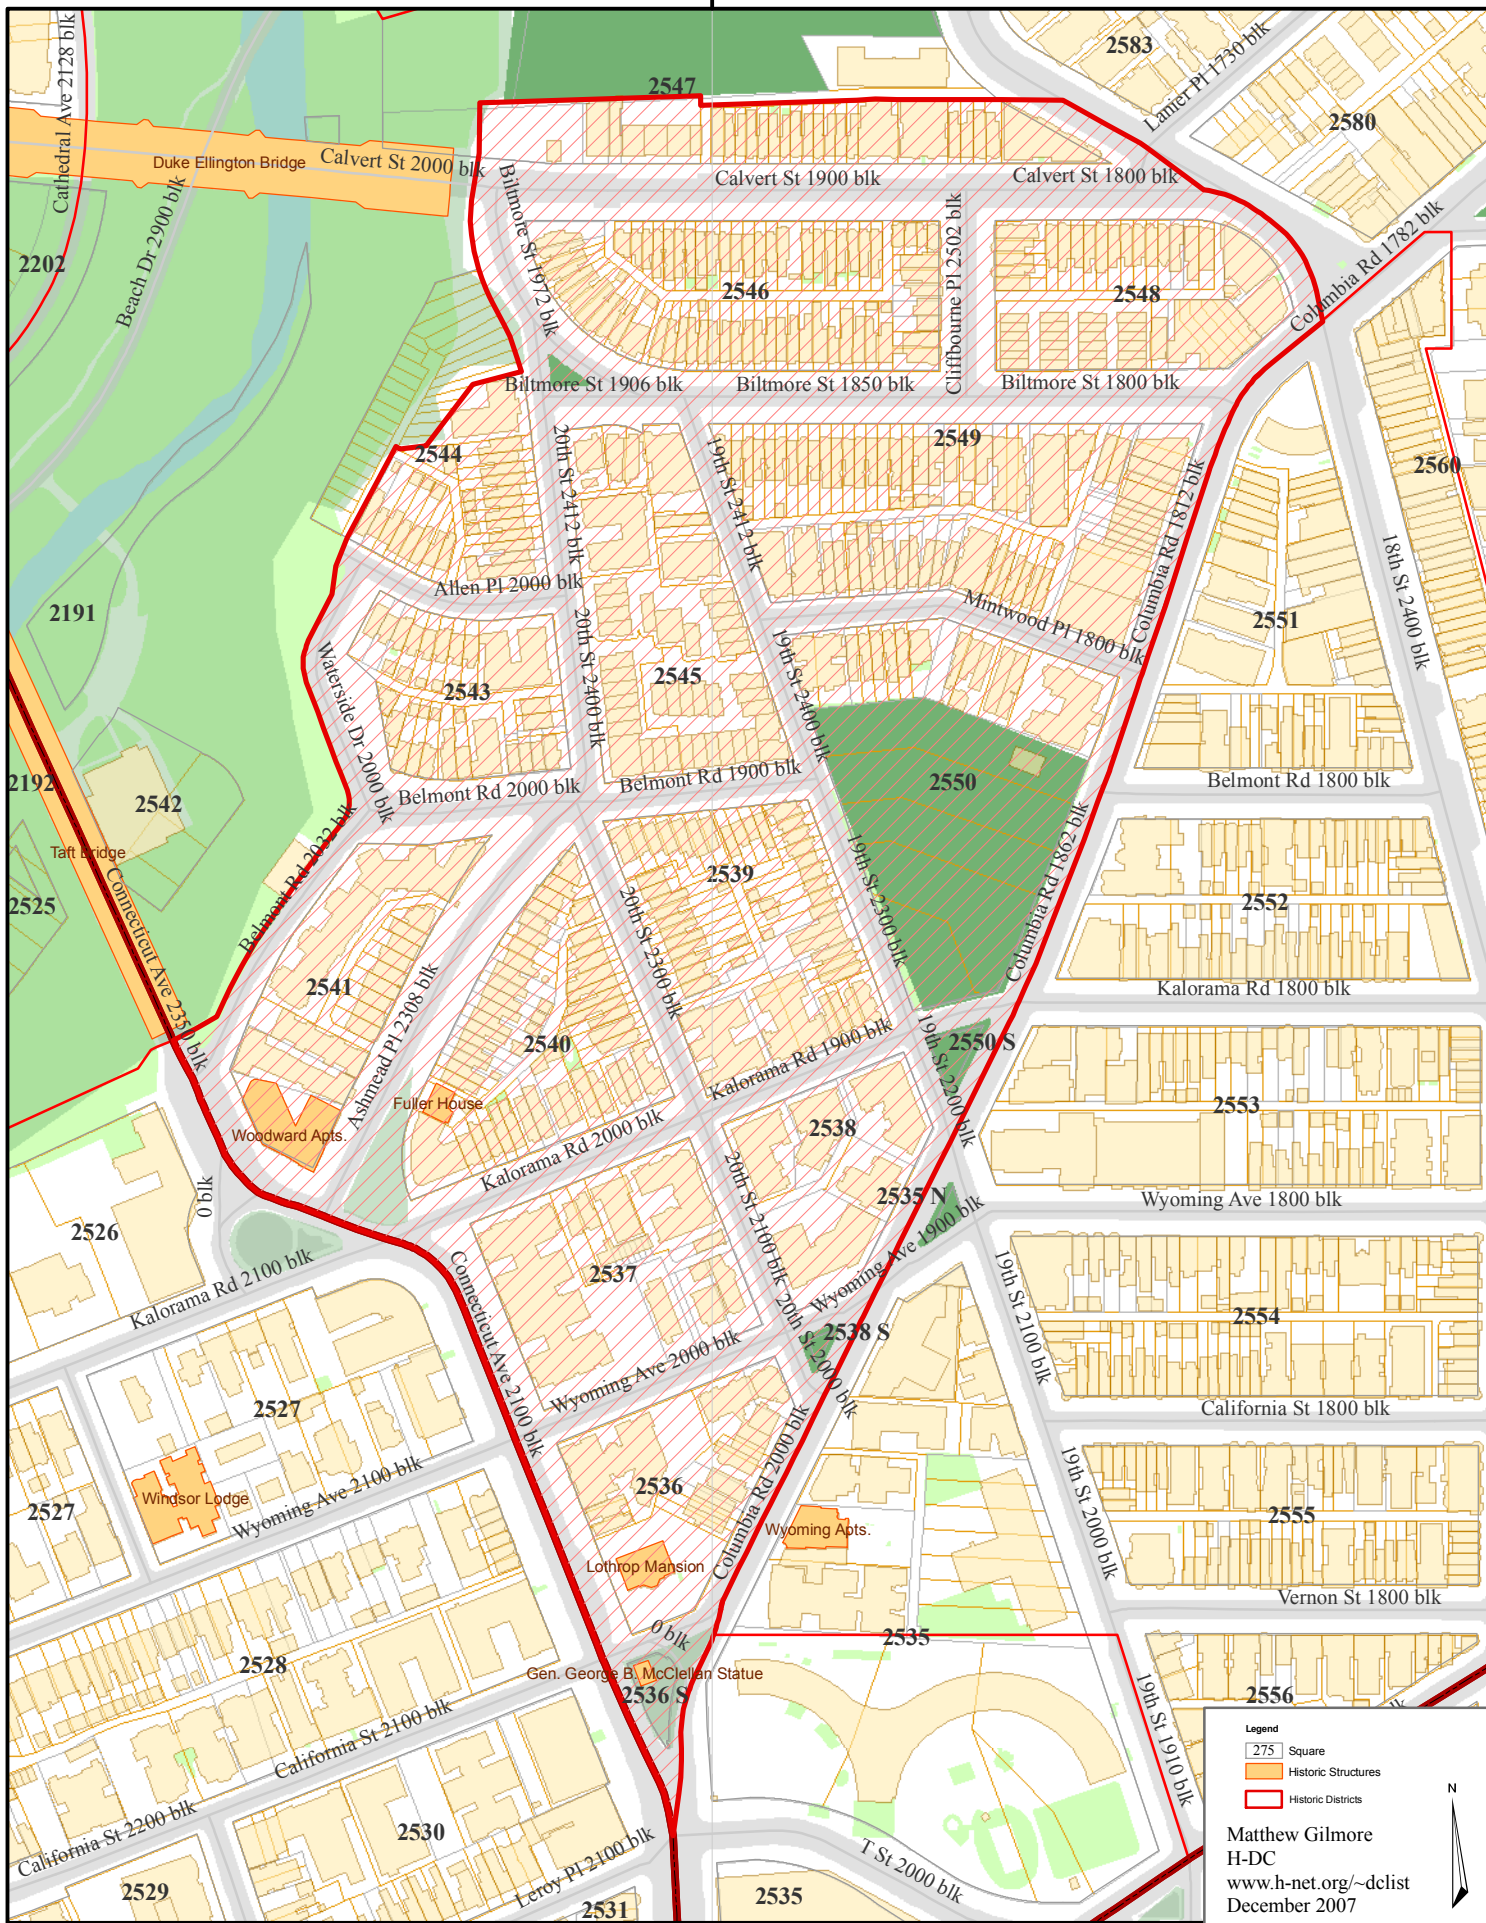 2547
2583
Lanier Pl 1730 blk
2580
Cathedral Ave 2128 blk
Duke Ellington Bridge
Calvert St 2000 blk
Calvert St 1900 blk
Calvert St 1800 blk
Beach Dr 2900 blk
2202
Biltmore St 1972 blk
Cliffbourne Pl 2502 blk
2546
2548
Columbia Rd 1782 blk
Biltmore St 1906 blk
Biltmore St 1850 blk
Biltmore St 1800 blk
2544
20th St 2412 blk
19th St 2412 blk
2549
Columbia Rd 1812 blk
2560
18th St 2400 blk
Allen Pl 2000 blk
2191
Mintwood Pl 1800 blk
2551
Waterside Dr 2000 blk
2543
20th St 2400 blk
2545
19th St 2400 blk
Belmont Rd 2000 blk
Belmont Rd 1900 blk
2550
Belmont Rd 1800 blk
2192
2542
Taft Bridge
2525
Connecticut Ave 2350 blk
Belmont Rd 2032 blk
2539
19th St 2300 blk
Columbia Rd 1862 blk
2552
20th St 2300 blk
2541
Ashmead Pl 2308 blk
2540
Kalorama Rd 1800 blk
Kalorama Rd 1900 blk
19th St 2200 blk
2550 S
Fuller House
Woodward Apts.
2538
2553
Kalorama Rd 2000 blk
20th St 2100 blk
2535 N
Wyoming Ave 1800 blk
0 blk
2526
Kalorama Rd 2100 blk
2537
Wyoming Ave 1900 blk
19th St 2100 blk
Connecticut Ave 2100 blk
20th St 2000 blk
2538 S
2554
Wyoming Ave 2000 blk
2527
California St 1800 blk
Columbia Rd 2000 blk
19th St 2000 blk
2527
Windsor Lodge
Wyoming Ave 2100 blk
2536
Wyoming Apts.
2555
Lothrop Mansion
Vernon St 1800 blk
0 blk
2535
2528
Gen. George B. McClellan Statue
2536 S
19th St 1910 blk
2556
blk
California St 2100 blk
California St 2200 blk
2530
Leroy Pl 2100 blk
T St 2000 blk
2529
2531
2535
Legend
275 Square
Historic Structures
Historic Districts
N
Matthew Gilmore
H-DC
www.h-net.org/~dclist
December 2007